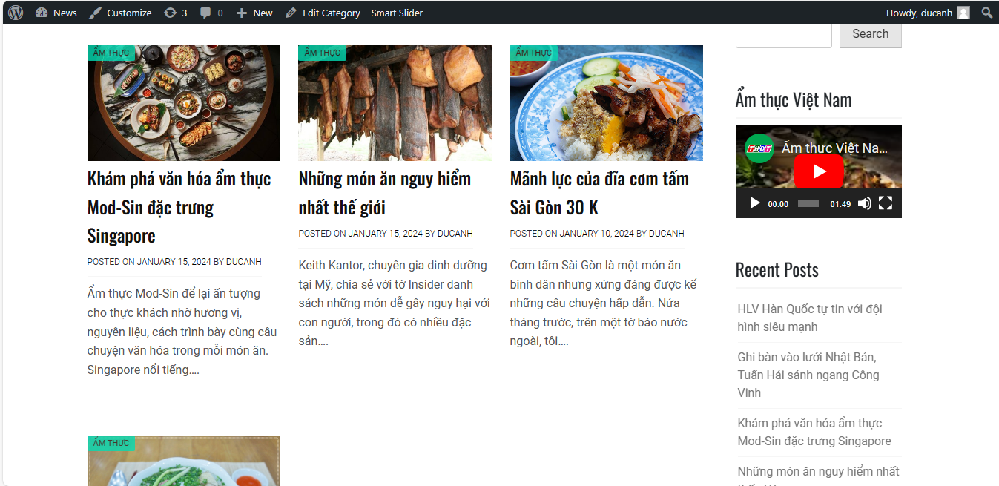 News
Customize
3
0
New
Edit Category
Smart Slider
Howdy, ducanh
Search
ẨM THỰC
Khám phá văn hóa ẩm thực
Mod-Sin đặc trưng
Singapore
POSTED ON JANUARY 15, 2024 BY DUCANH
Ẩm thực Mod-Sin để lại ấn tượng
cho thực khách nhờ hương vị,
nguyên liệu, cách trình bày cùng câu
chuyện văn hóa trong mỗi món ăn.
Singapore nổi tiếng....
ẨM THỰC
Những món ăn nguy hiểm
nhất thế giới
POSTED ON JANUARY 15, 2024 BY DUCANH
Keith Kantor, chuyên gia dinh dưỡng
tại Mỹ, chia sẻ với tờ Insider danh
sách những món dễ gây nguy hại với
con người, trong đó có nhiều đặc
sản....
ẨM THỰC
Mãnh lực của đĩa cơm tấm
Sài Gòn 30 K
POSTED ON JANUARY 10, 2024 BY DUCANH
Cơm tấm Sài Gòn là một món ăn
bình dân nhưng xứng đáng được kể
những câu chuyện hấp dẫn. Nửa
tháng trước, trên một tờ báo nước
ngoài, tôi....
ẨM THỰC
Ẩm thực Việt Nam
THĐT
Ẩm thực Việt Na...
00:00
01:49
Recent Posts
HLV Hàn Quốc tự tin với đội
hình siêu mạnh
Ghi bàn vào lưới Nhật Bản,
Tuấn Hải sánh ngang Công
Vinh
Khám phá văn hóa ẩm thực
Mod-Sin đặc trưng Singapore
Những món ăn nguy hiểm nhất